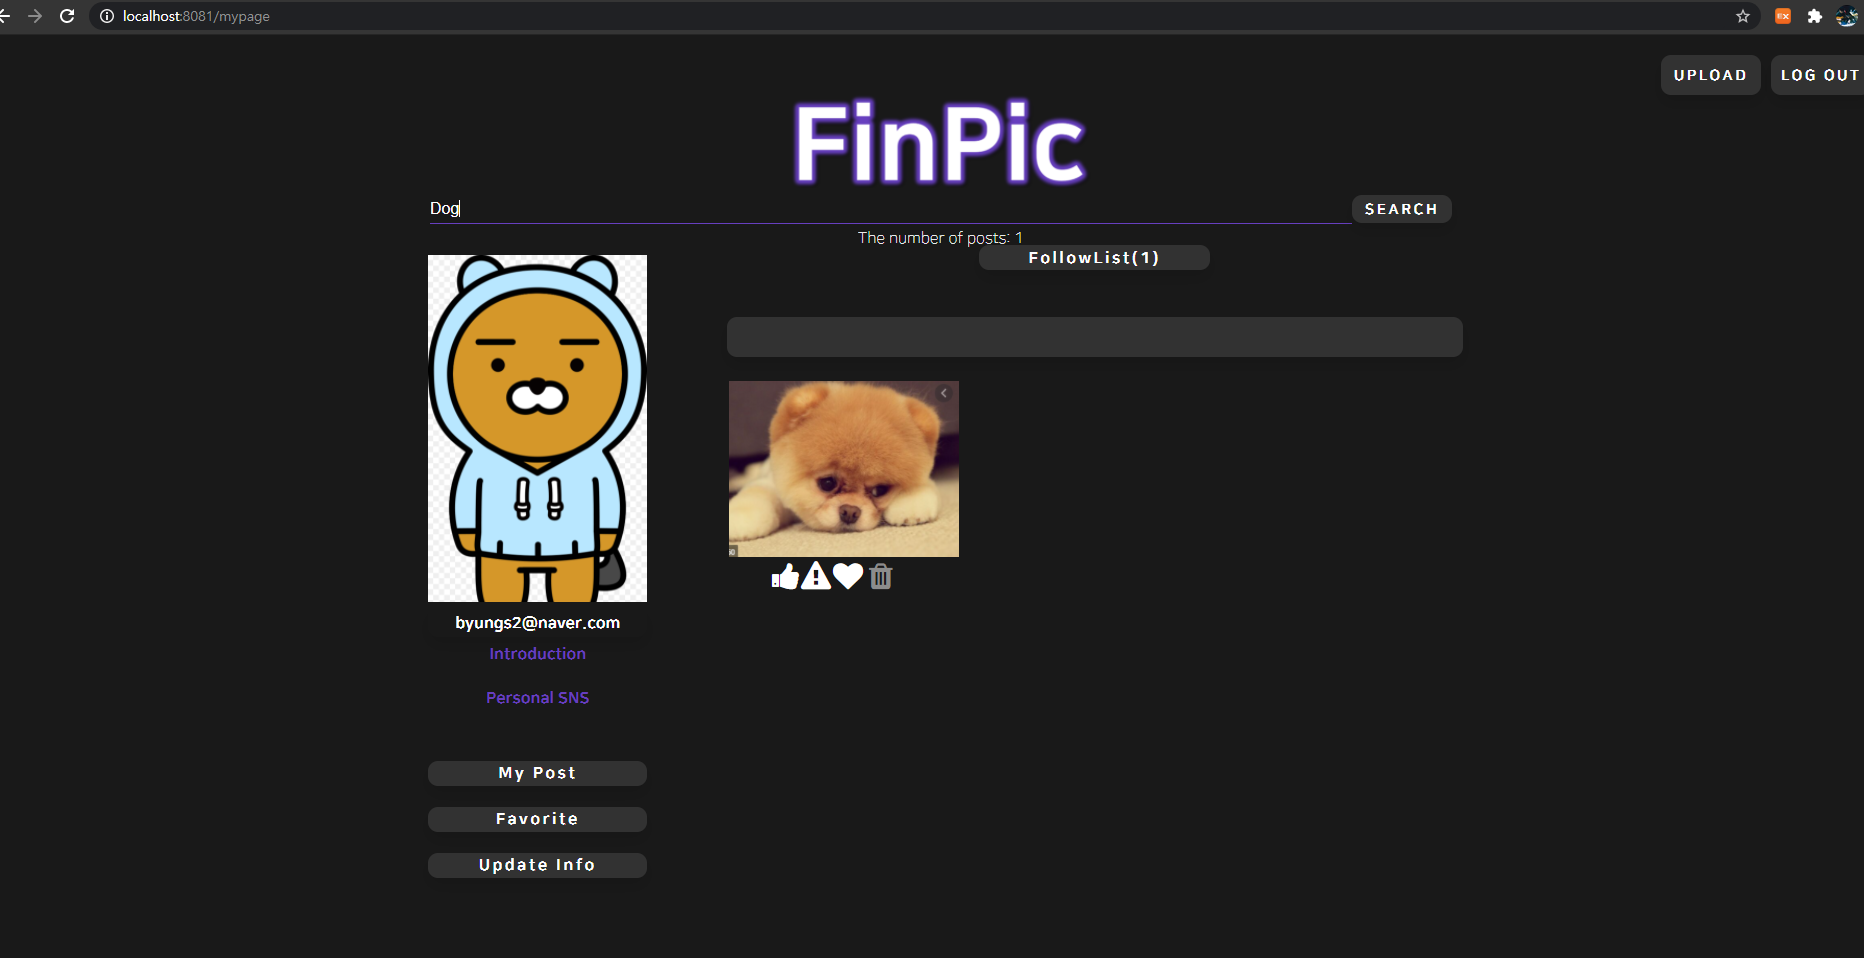 localhost:8081/mypage
UPLOAD
LOG OUT
FinPic
Dog
SEARCH
The number of posts: 1
FollowList(1)
byungs2@naver.com
Introduction
Personal SNS
My Post
Favorite
Update Info